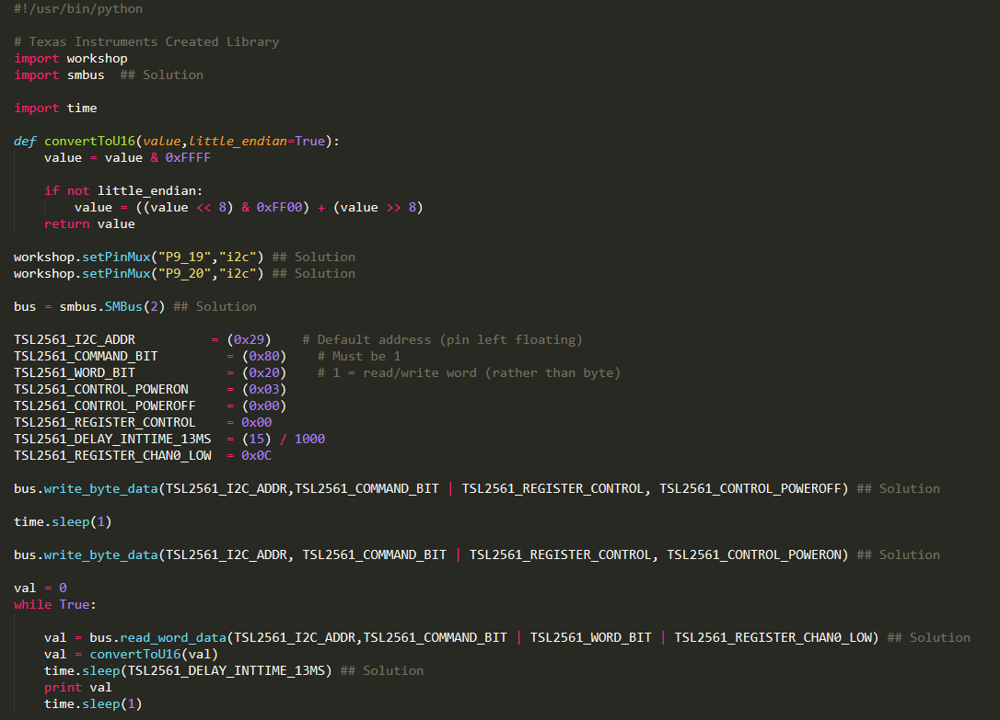 #!/usr/bin/python
# Texas Instruments Created Library
import workshop
import smbus  ## Solution
import time
def convertToU16(value,little_endian=True):
    value = value & 0xFFFF
    if not little_endian:
        value = ((value << 8) & 0xFF00) + (value >> 8)
    return value
workshop.setPinMux("P9_19","i2c") ## Solution
workshop.setPinMux("P9_20","i2c") ## Solution
bus = smbus.SMBus(2) ## Solution
TSL2561_I2C_ADDR          = (0x29)    # Default address (pin left floating)
TSL2561_COMMAND_BIT         = (0x80)    # Must be 1
TSL2561_WORD_BIT            = (0x20)    # 1 = read/write word (rather than byte)
TSL2561_CONTROL_POWERON     = (0x03)
TSL2561_CONTROL_POWEROFF    = (0x00)
TSL2561_REGISTER_CONTROL    = 0x00
TSL2561_DELAY_INTTIME_13MS  = (15) / 1000
TSL2561_REGISTER_CHAN0_LOW  = 0x0C
bus.write_byte_data(TSL2561_I2C_ADDR,TSL2561_COMMAND_BIT | TSL2561_REGISTER_CONTROL, TSL2561_CONTROL_POWEROFF) ## Solution
time.sleep(1)
bus.write_byte_data(TSL2561_I2C_ADDR, TSL2561_COMMAND_BIT | TSL2561_REGISTER_CONTROL, TSL2561_CONTROL_POWERON) ## Solution
val = 0
while True:
    val = bus.read_word_data(TSL2561_I2C_ADDR,TSL2561_COMMAND_BIT | TSL2561_WORD_BIT | TSL2561_REGISTER_CHAN0_LOW) ## Solution
    val = convertToU16(val)
    time.sleep(TSL2561_DELAY_INTTIME_13MS) ## Solution
    print val
    time.sleep(1)